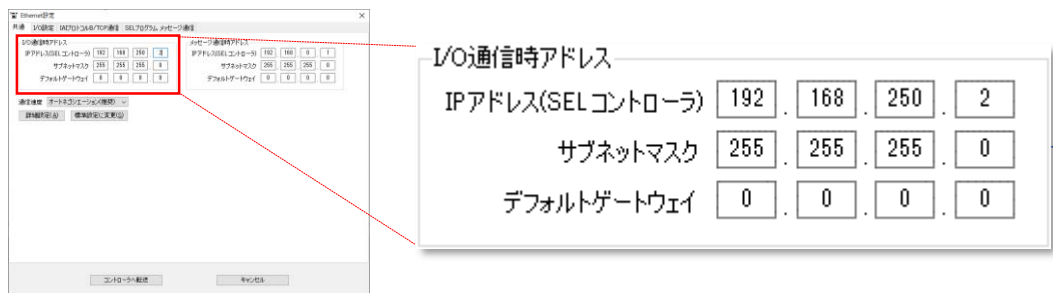 Ethernet設定
共通 I/O設定 IAIプロトコルB/TCP通信 SELプログラム メッセージ通信
I/O通信時アドレス
IPアドレス(SELコントローラ) 192 . 168 . 250 . 2
サブネットマスク 255 . 255 . 255 . 0
デフォルトゲートウェイ 0 . 0 . 0 . 0
メッセージ通信時アドレス
IPアドレス(SELコントローラ) 192 . 168 . 0 . 1
サブネットマスク 255 . 255 . 255 . 0
デフォルトゲートウェイ 0 . 0 . 0 . 0
通信速度 オートネゴシエーション(推奨)
詳細設定(A) 標準設定に変更(S)
コントローラへ転送 キャンセル
I/O通信時アドレス
IPアドレス(SELコントローラ) 192 . 168 . 250 . 2
サブネットマスク 255 . 255 . 255 . 0
デフォルトゲートウェイ 0 . 0 . 0 . 0